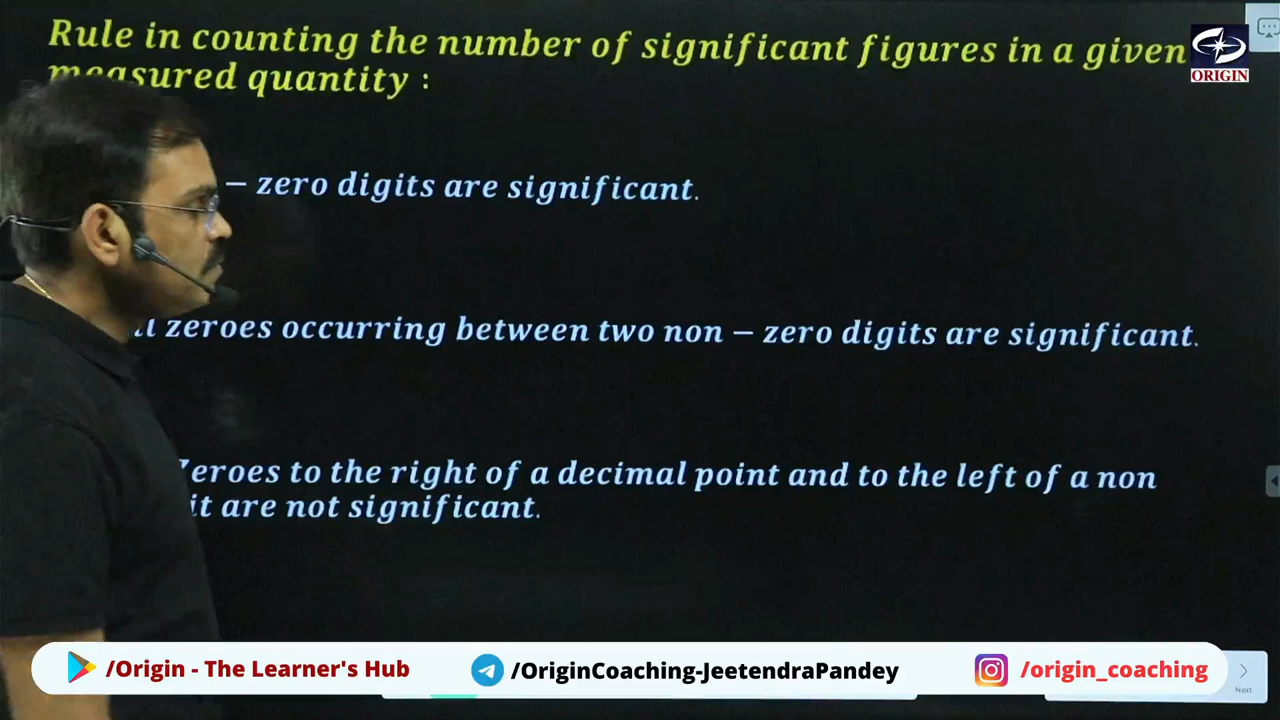 Rule in counting the number of significant figures in a given
measured quantity :
ORIGIN
– zero digits are significant.
zeroes occurring between two non – zero digits are significant.
Zeroes to the right of a decimal point and to the left of a non
are not significant.
/Origin - The Learner's Hub
/OriginCoaching-JeetendraPandey
/origin_coaching
Next